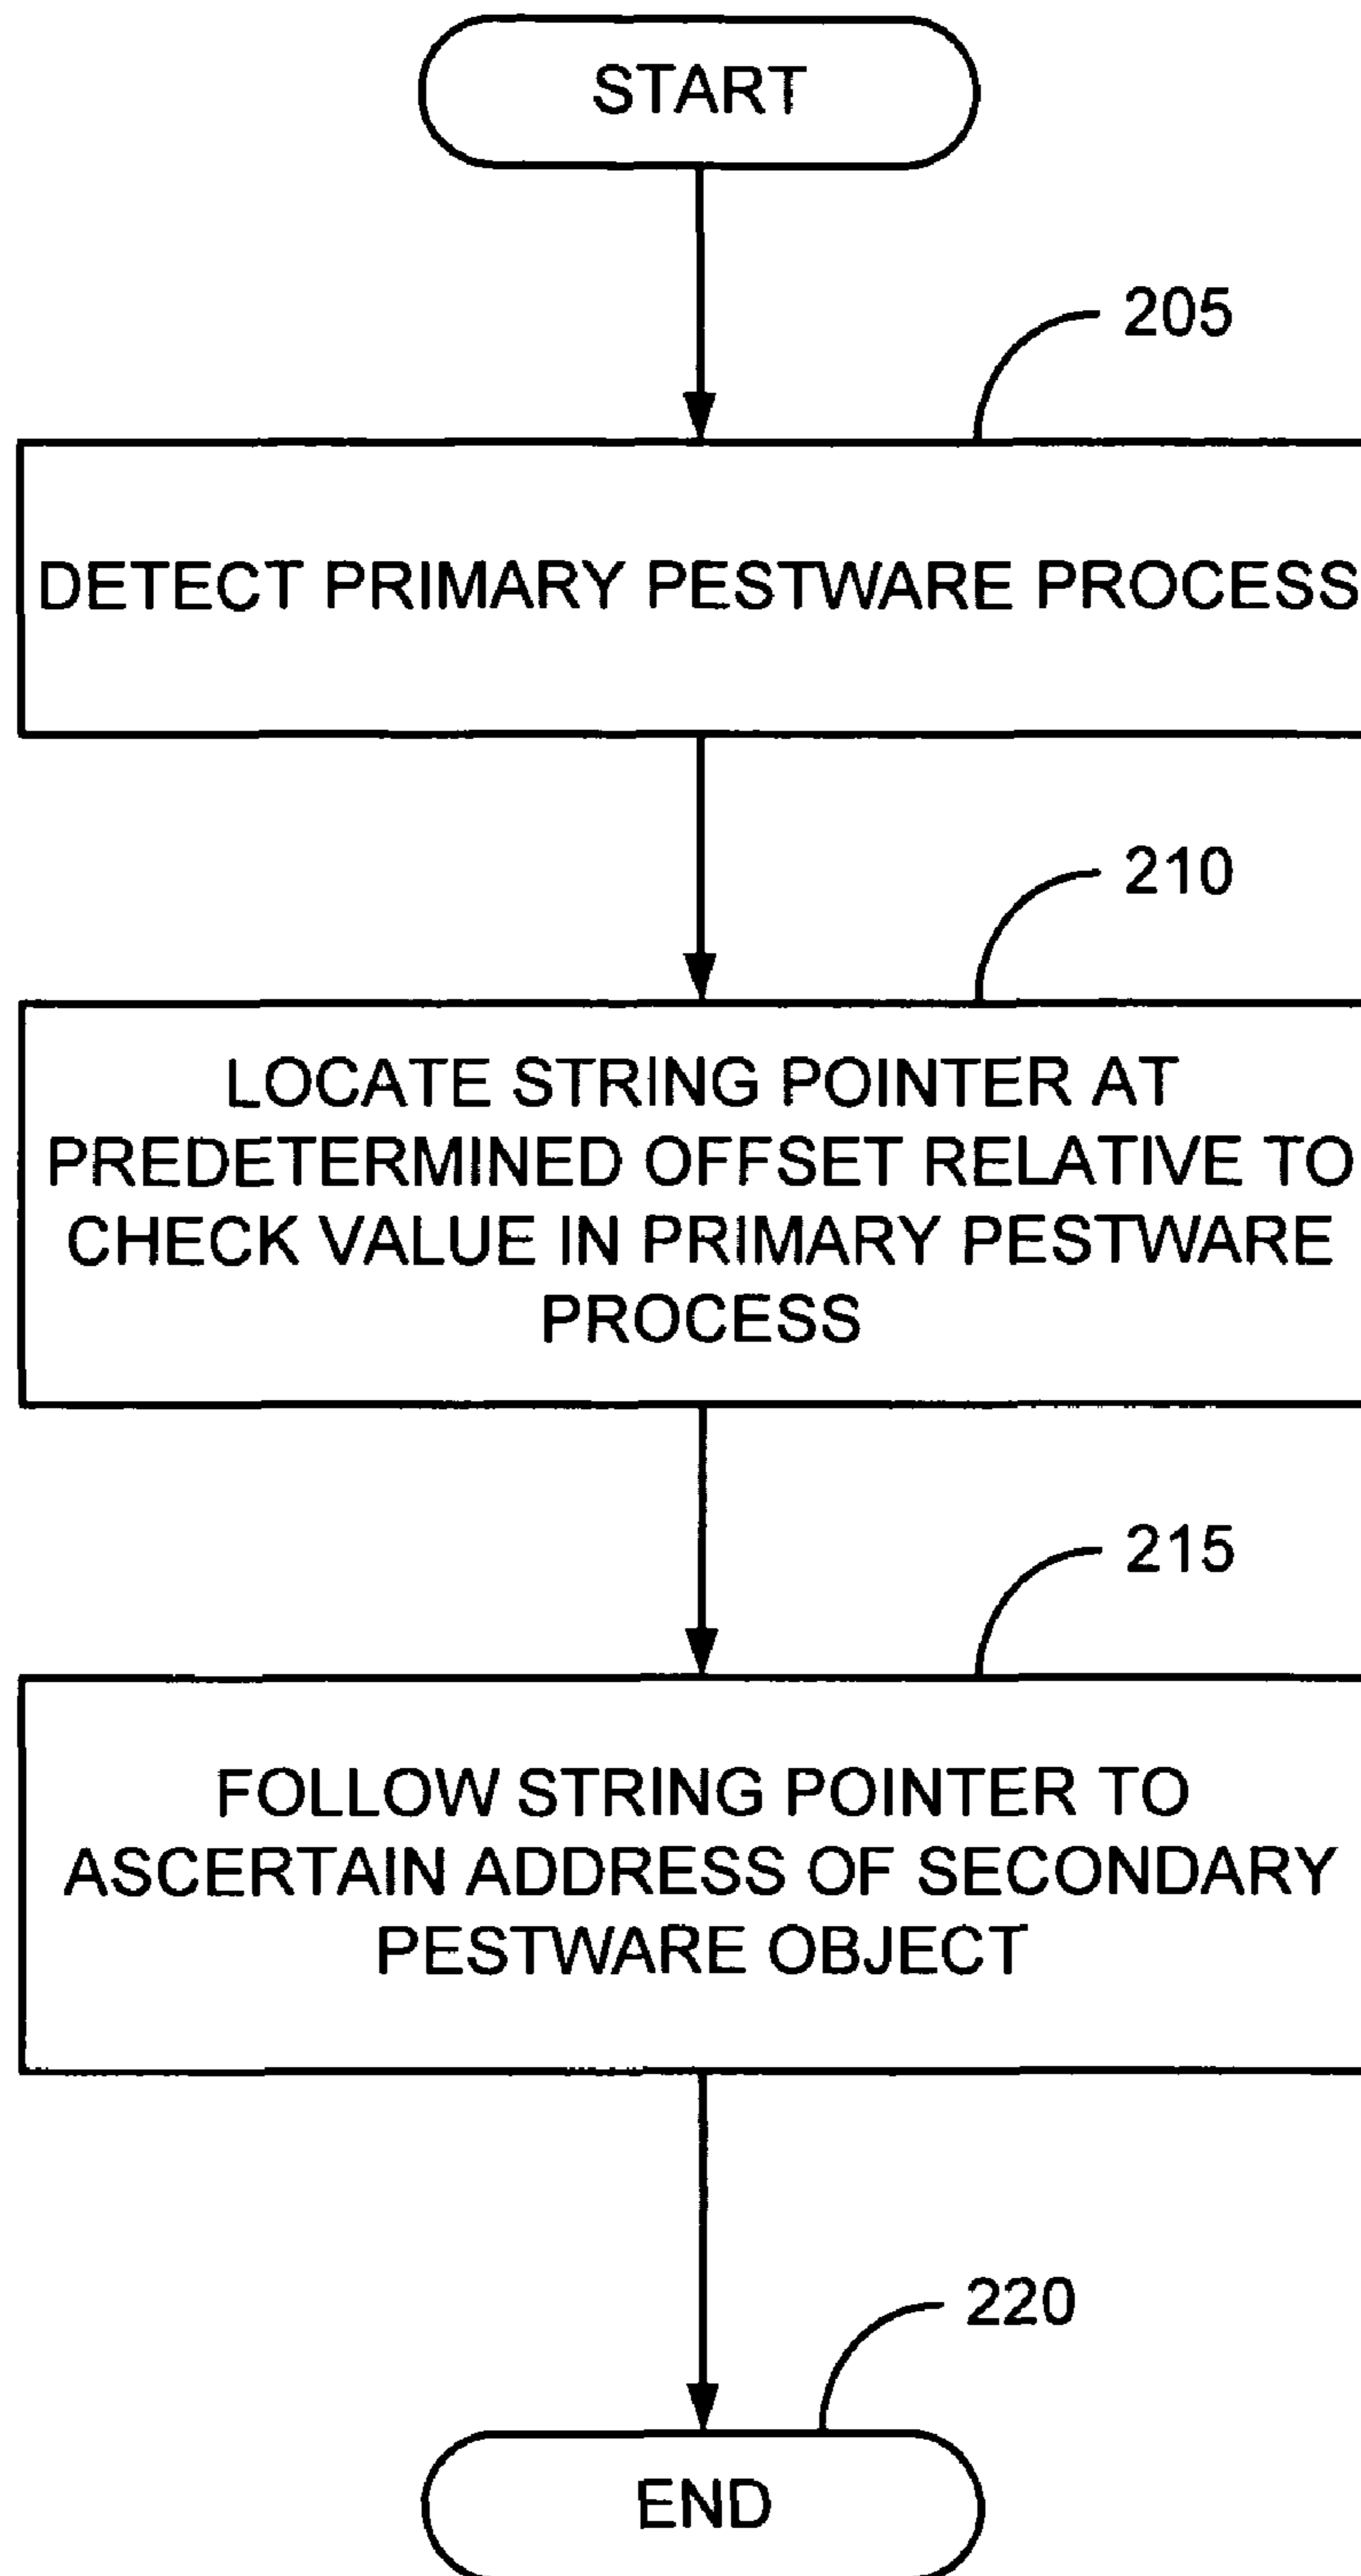 START
205
DETECT PRIMARY PESTWARE PROCESS
210
LOCATE STRING POINTER AT
PREDETERMINED OFFSET RELATIVE TO
CHECK VALUE IN PRIMARY PESTWARE
PROCESS
215
FOLLOW STRING POINTER TO
ASCERTAIN ADDRESS OF SECONDARY
PESTWARE OBJECT
220
END